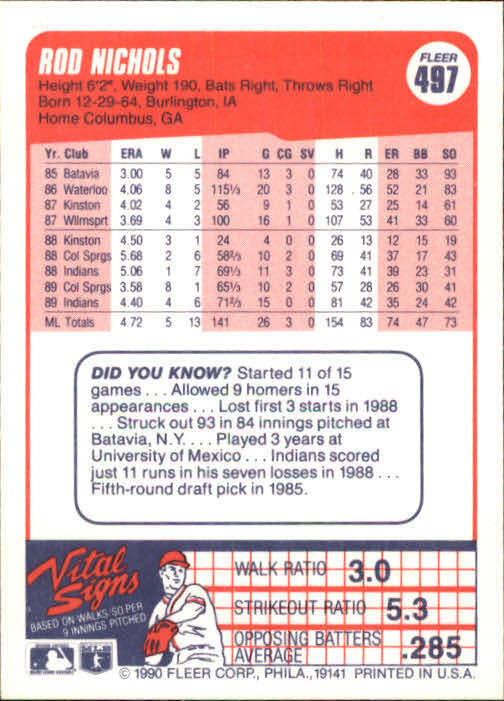 ROD NICHOLS
FLEER
497
Height 6'2", Weight 190, Bats Right, Throws Right
Born 12-29-64, Burlington, IA
Home Columbus, GA
Yr. Club ERA W L IP G CG SV H R ER BB SO
85 Batavia 3.00 5 5 84 13 3 0 74 40 28 33 93
86 Waterloo 4.06 8 5 115⅓ 20 3 0 128 56 52 21 83
87 Kinston 4.02 4 2 56 9 1 0 53 27 25 14 61
87 Wllmsprt 3.69 4 3 100 16 1 0 107 53 41 33 60
88 Kinston 4.50 3 1 24 4 0 0 26 13 12 15 19
88 Col Sprgs 5.68 2 6 58⅔ 10 2 0 69 41 37 17 43
88 Indians 5.06 1 7 69⅓ 11 3 0 73 41 39 23 31
89 Col Sprgs 3.58 8 1 65⅓ 10 2 0 57 28 26 30 41
89 Indians 4.40 4 6 71⅔ 15 0 0 81 42 35 24 42
ML Totals 4.72 5 13 141 26 3 0 154 83 74 47 73
DID YOU KNOW? Started 11 of 15
games . . . Allowed 9 homers in 15
appearances . . . Lost first 3 starts in 1988
. . . Struck out 93 in 84 innings pitched at
Batavia, N.Y. . . . Played 3 years at
University of Mexico . . . Indians scored
just 11 runs in his seven losses in 1988 . . .
Fifth-round draft pick in 1985.
Vital
Signs
BASED ON WALKS-SO PER
9 INNINGS PITCHED
WALK RATIO 3.0
STRIKEOUT RATIO 5.3
OPPOSING BATTERS
AVERAGE .285
© 1990 FLEER CORP., PHILA., 19141 PRINTED IN U.S.A.